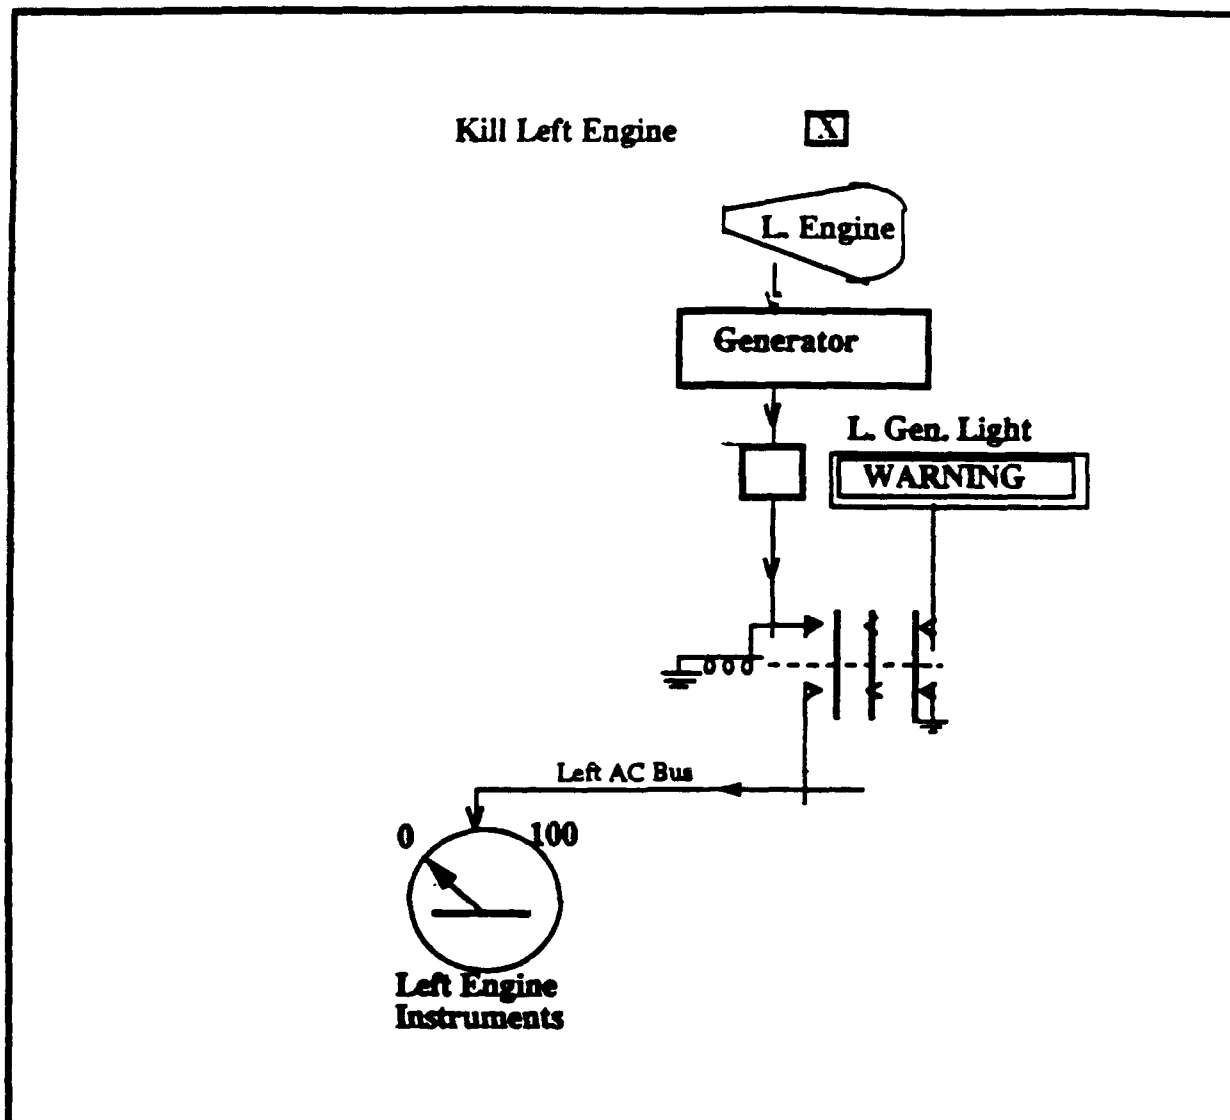 Kill Left Engine X
L. Engine
Generator
L. Gen. Light
WARNING
Left AC Bus
0 100
Left Engine
Instruments